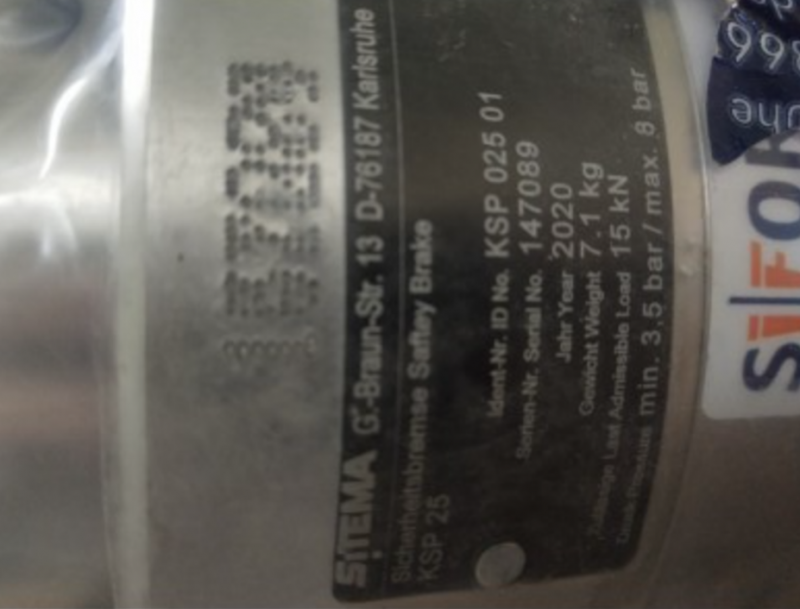 SiTEMA G.-Braun-Str. 13 D-76187 Karlsruhe
Sicherheitsbremse Saftey Brake
KSP 25
Ident-Nr. ID No. KSP 025 01
Serien-Nr. Serial No. 147089
Jahr Year 2020
Gewicht Weight 7.1 kg
Zulässige Last Admissible Load 15 kN
Druck Pressure min. 3,5 bar / max. 8 bar
866
uhe
SIFOR